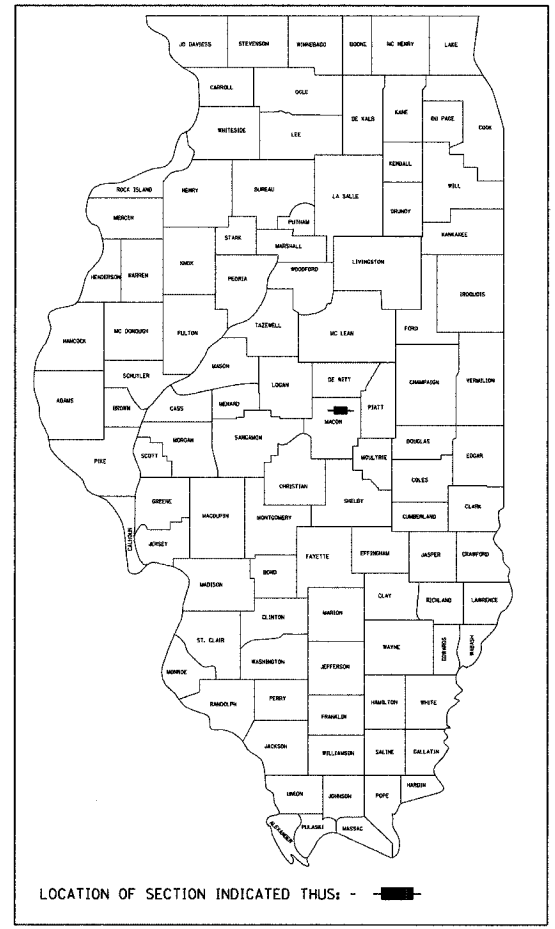 JO DAVIESS STEVENSON WINNEBAGO BOONE MC HENRY LAKE
CARROLL OGLE DE KALB KANE DU PAGE COOK
WHITESIDE LEE
KENDALL
ROCK ISLAND HENRY BUREAU LA SALLE GRUNDY WILL
MERCER PUTNAM
STARK MARSHALL KANKAKEE
HENDERSON WARREN KNOX PEORIA WOODFORD LIVINGSTON
IROQUOIS
HANCOCK MC DONOUGH FULTON TAZEWELL MC LEAN FORD
MASON
SCHUYLER LOGAN DE WITT CHAMPAIGN VERMILION
ADAMS BROWN CASS MENARD PIATT
MACON
MORGAN SANGAMON DOUGLAS
PIKE SCOTT MOULTRIE EDGAR
CHRISTIAN COLES
GREENE MACOUPIN SHELBY CLARK
MONTGOMERY CUMBERLAND
CALHOUN JERSEY FAYETTE EFFINGHAM JASPER CRAWFORD
BOND
MADISON CLAY RICHLAND LAWRENCE
CLINTON MARION
ST. CLAIR WAYNE EDWARDS WABASH
WASHINGTON JEFFERSON
MONROE
RANDOLPH PERRY HAMILTON WHITE
FRANKLIN
JACKSON WILLIAMSON SALINE GALLATIN
UNION JOHNSON POPE HARDIN
ALEXANDER PULASKI MASSAC
LOCATION OF SECTION INDICATED THUS: -